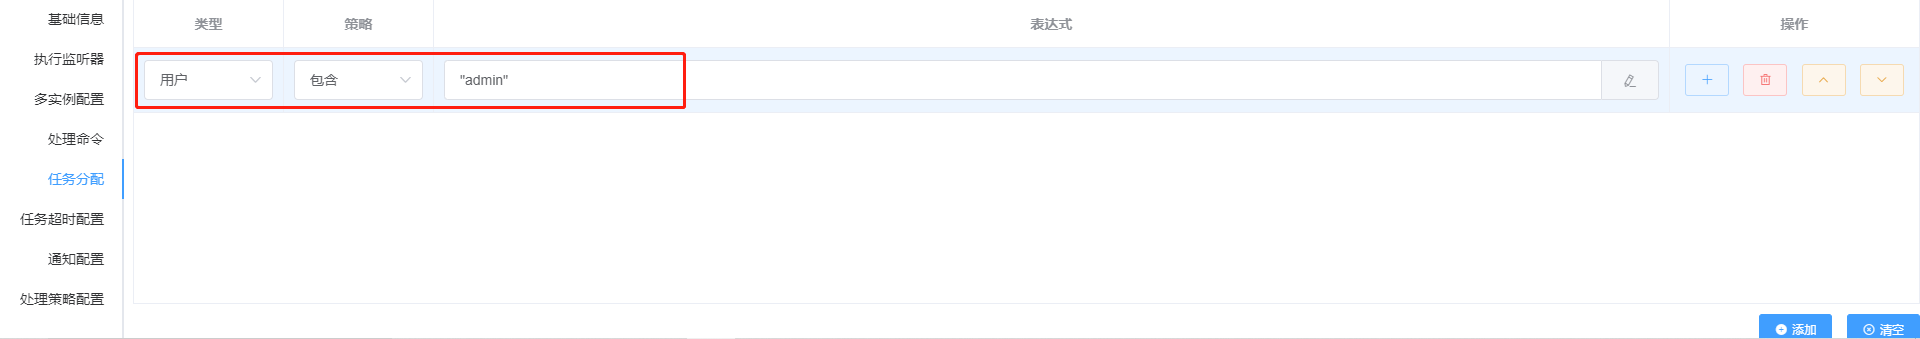 基础信息
执行监听器
多实例配置
处理命令
任务分配
任务超时配置
通知配置
处理策略配置
类型 策略 表达式 操作
用户 包含 "admin"
添加 清空